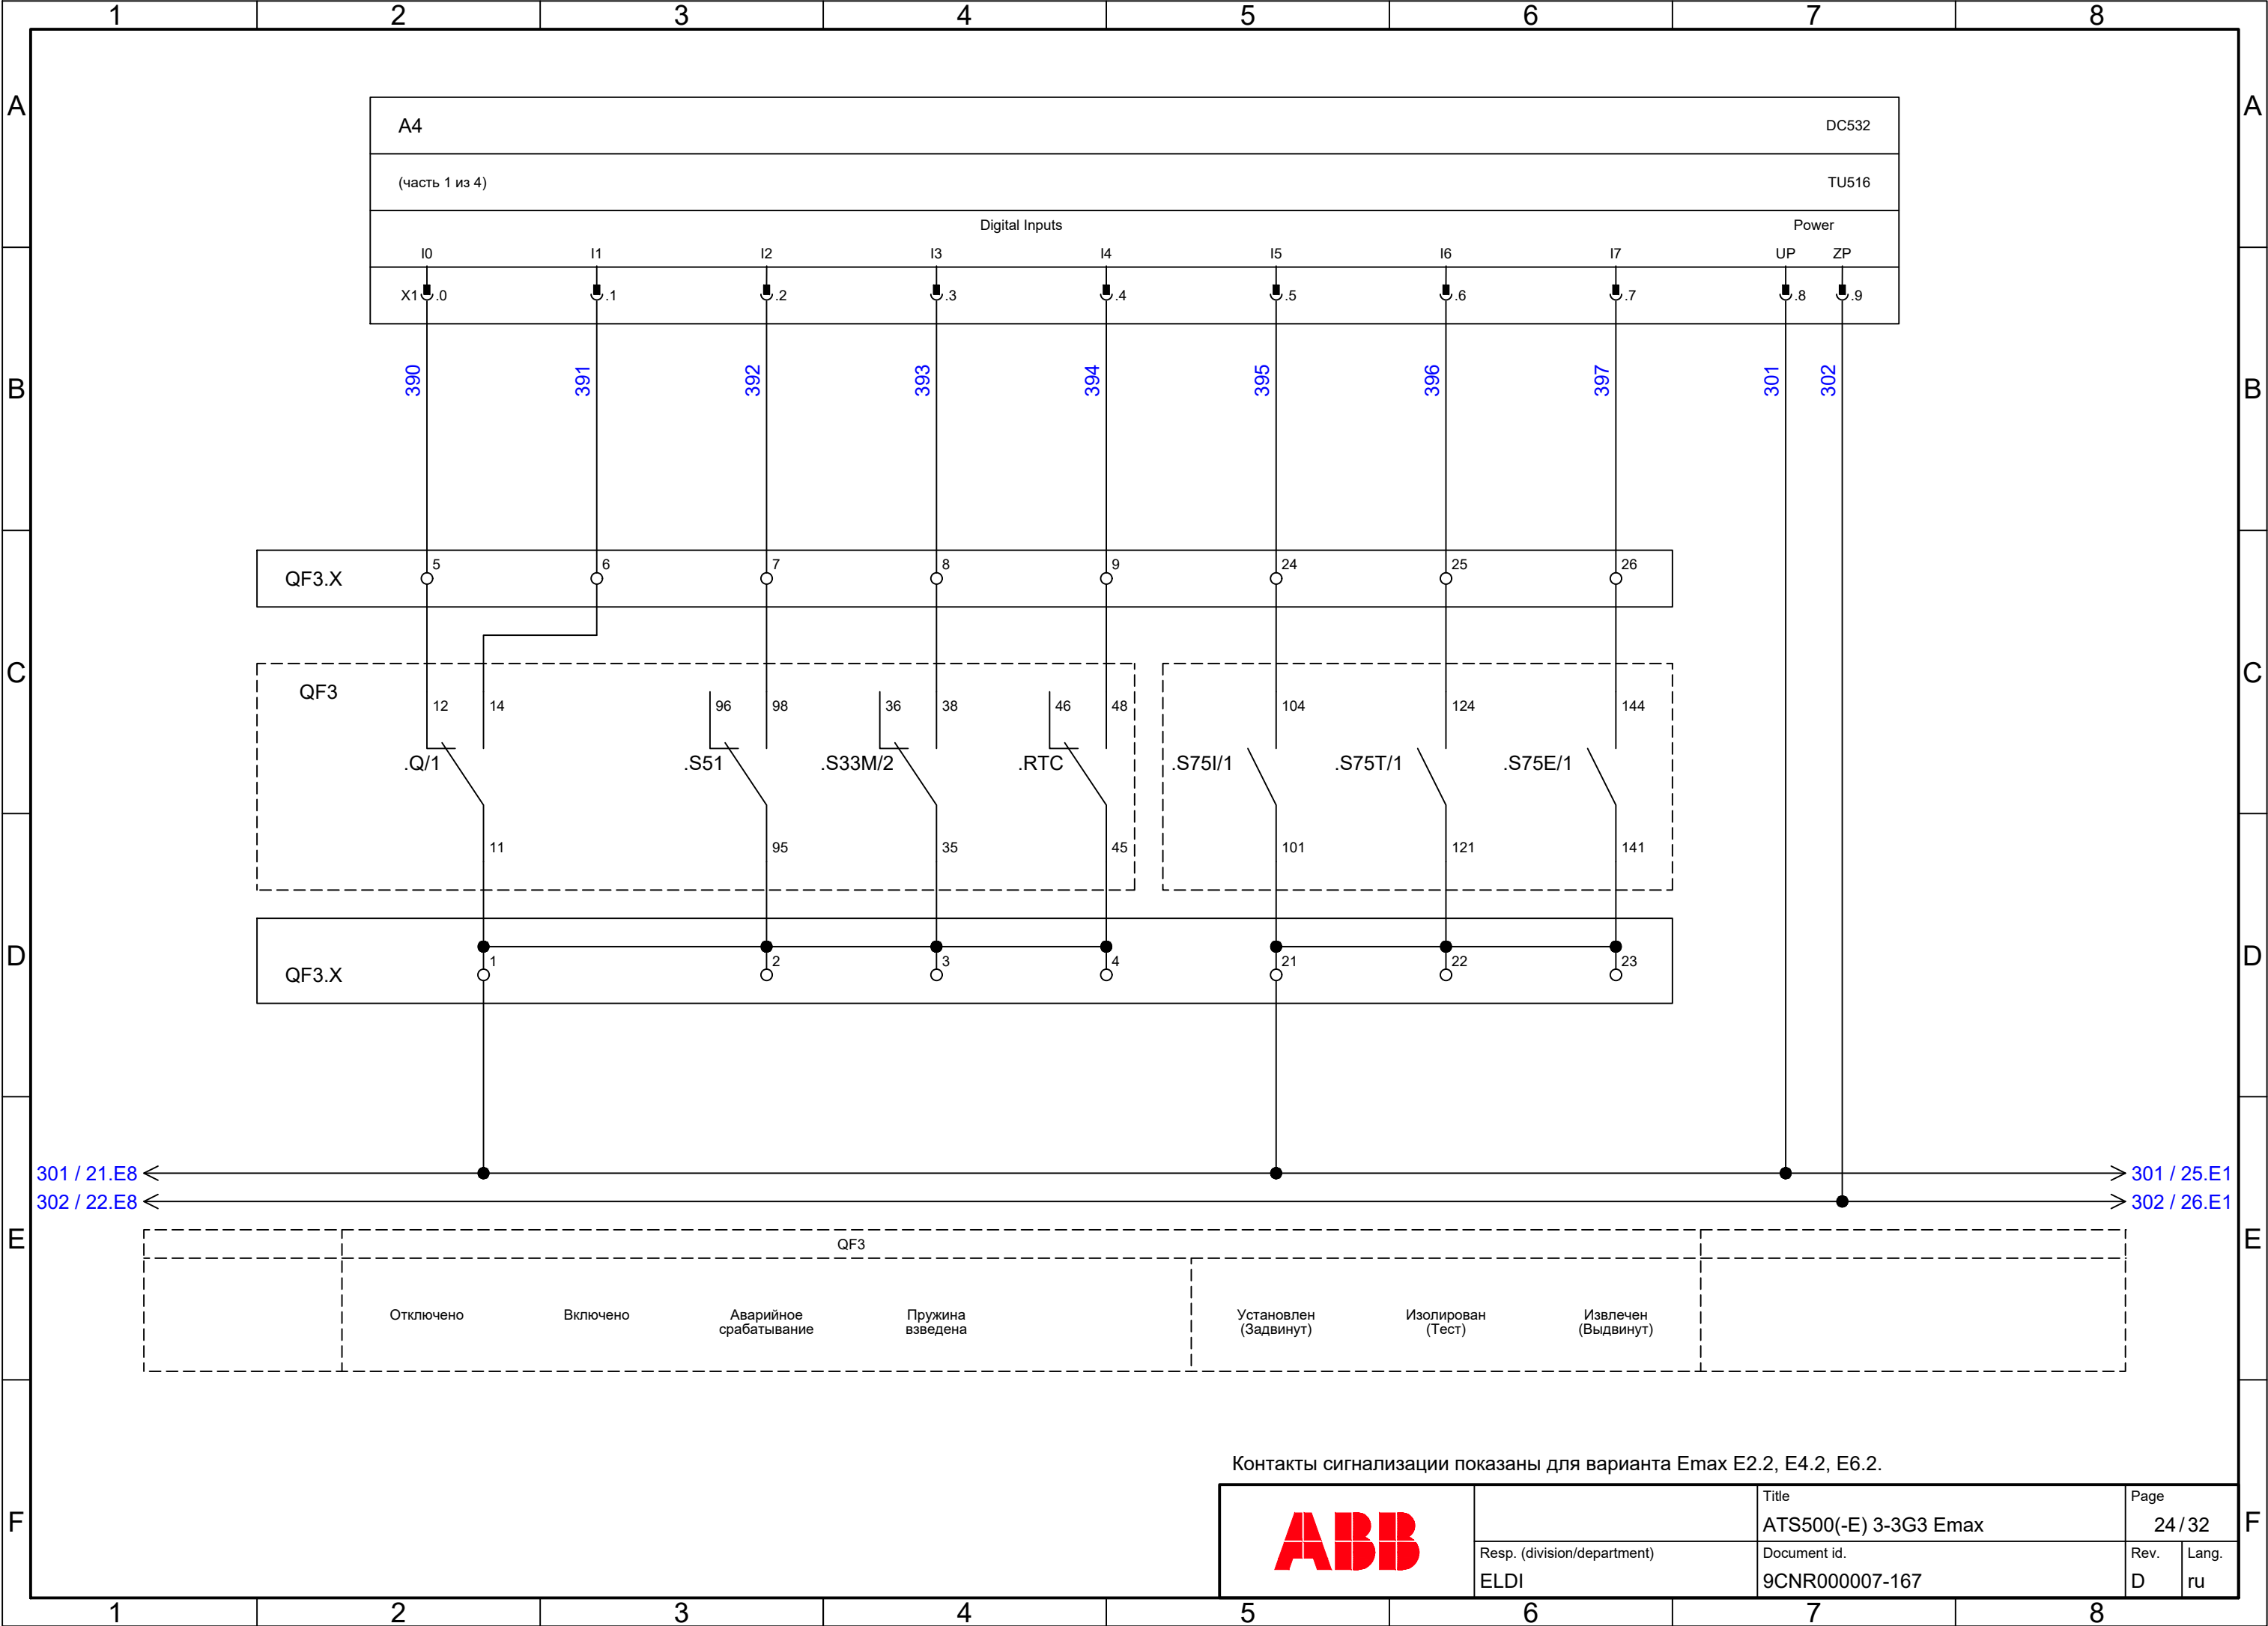 1 2 3 4 5 6 7 8
A A
A4 DC532
(часть 1 из 4) TU516
Digital Inputs Power
I0 I1 I2 I3 I4 I5 I6 I7 UP ZP
X1 .0 .1 .2 .3 .4 .5 .6 .7 .8 .9
B B
390 391 392 393 394 395 396 397 301 302
5 6 7 8 9 24 25 26
QF3.X
C C
QF3
12 14 96 98 36 38 46 48 104 124 144
.Q/1 .S51 .S33M/2 .RTC .S75I/1 .S75T/1 .S75E/1
11 95 35 45 101 121 141
D D
1 2 3 4 21 22 23
QF3.X
301 / 21.E8 301 / 25.E1
302 / 22.E8 302 / 26.E1
E E
QF3
Отключено Включено Аварийное Пружина Установлен Изолирован Извлечен
срабатывание взведена (Задвинут) (Тест) (Выдвинут)
Контакты сигнализации показаны для варианта Emax E2.2, E4.2, E6.2.
F F
ABB
Title Page
ATS500(-E) 3-3G3 Emax 24/32
Resp. (division/department) Document id. Rev. Lang.
ELDI 9CNR000007-167 D ru
1 2 3 4 5 6 7 8